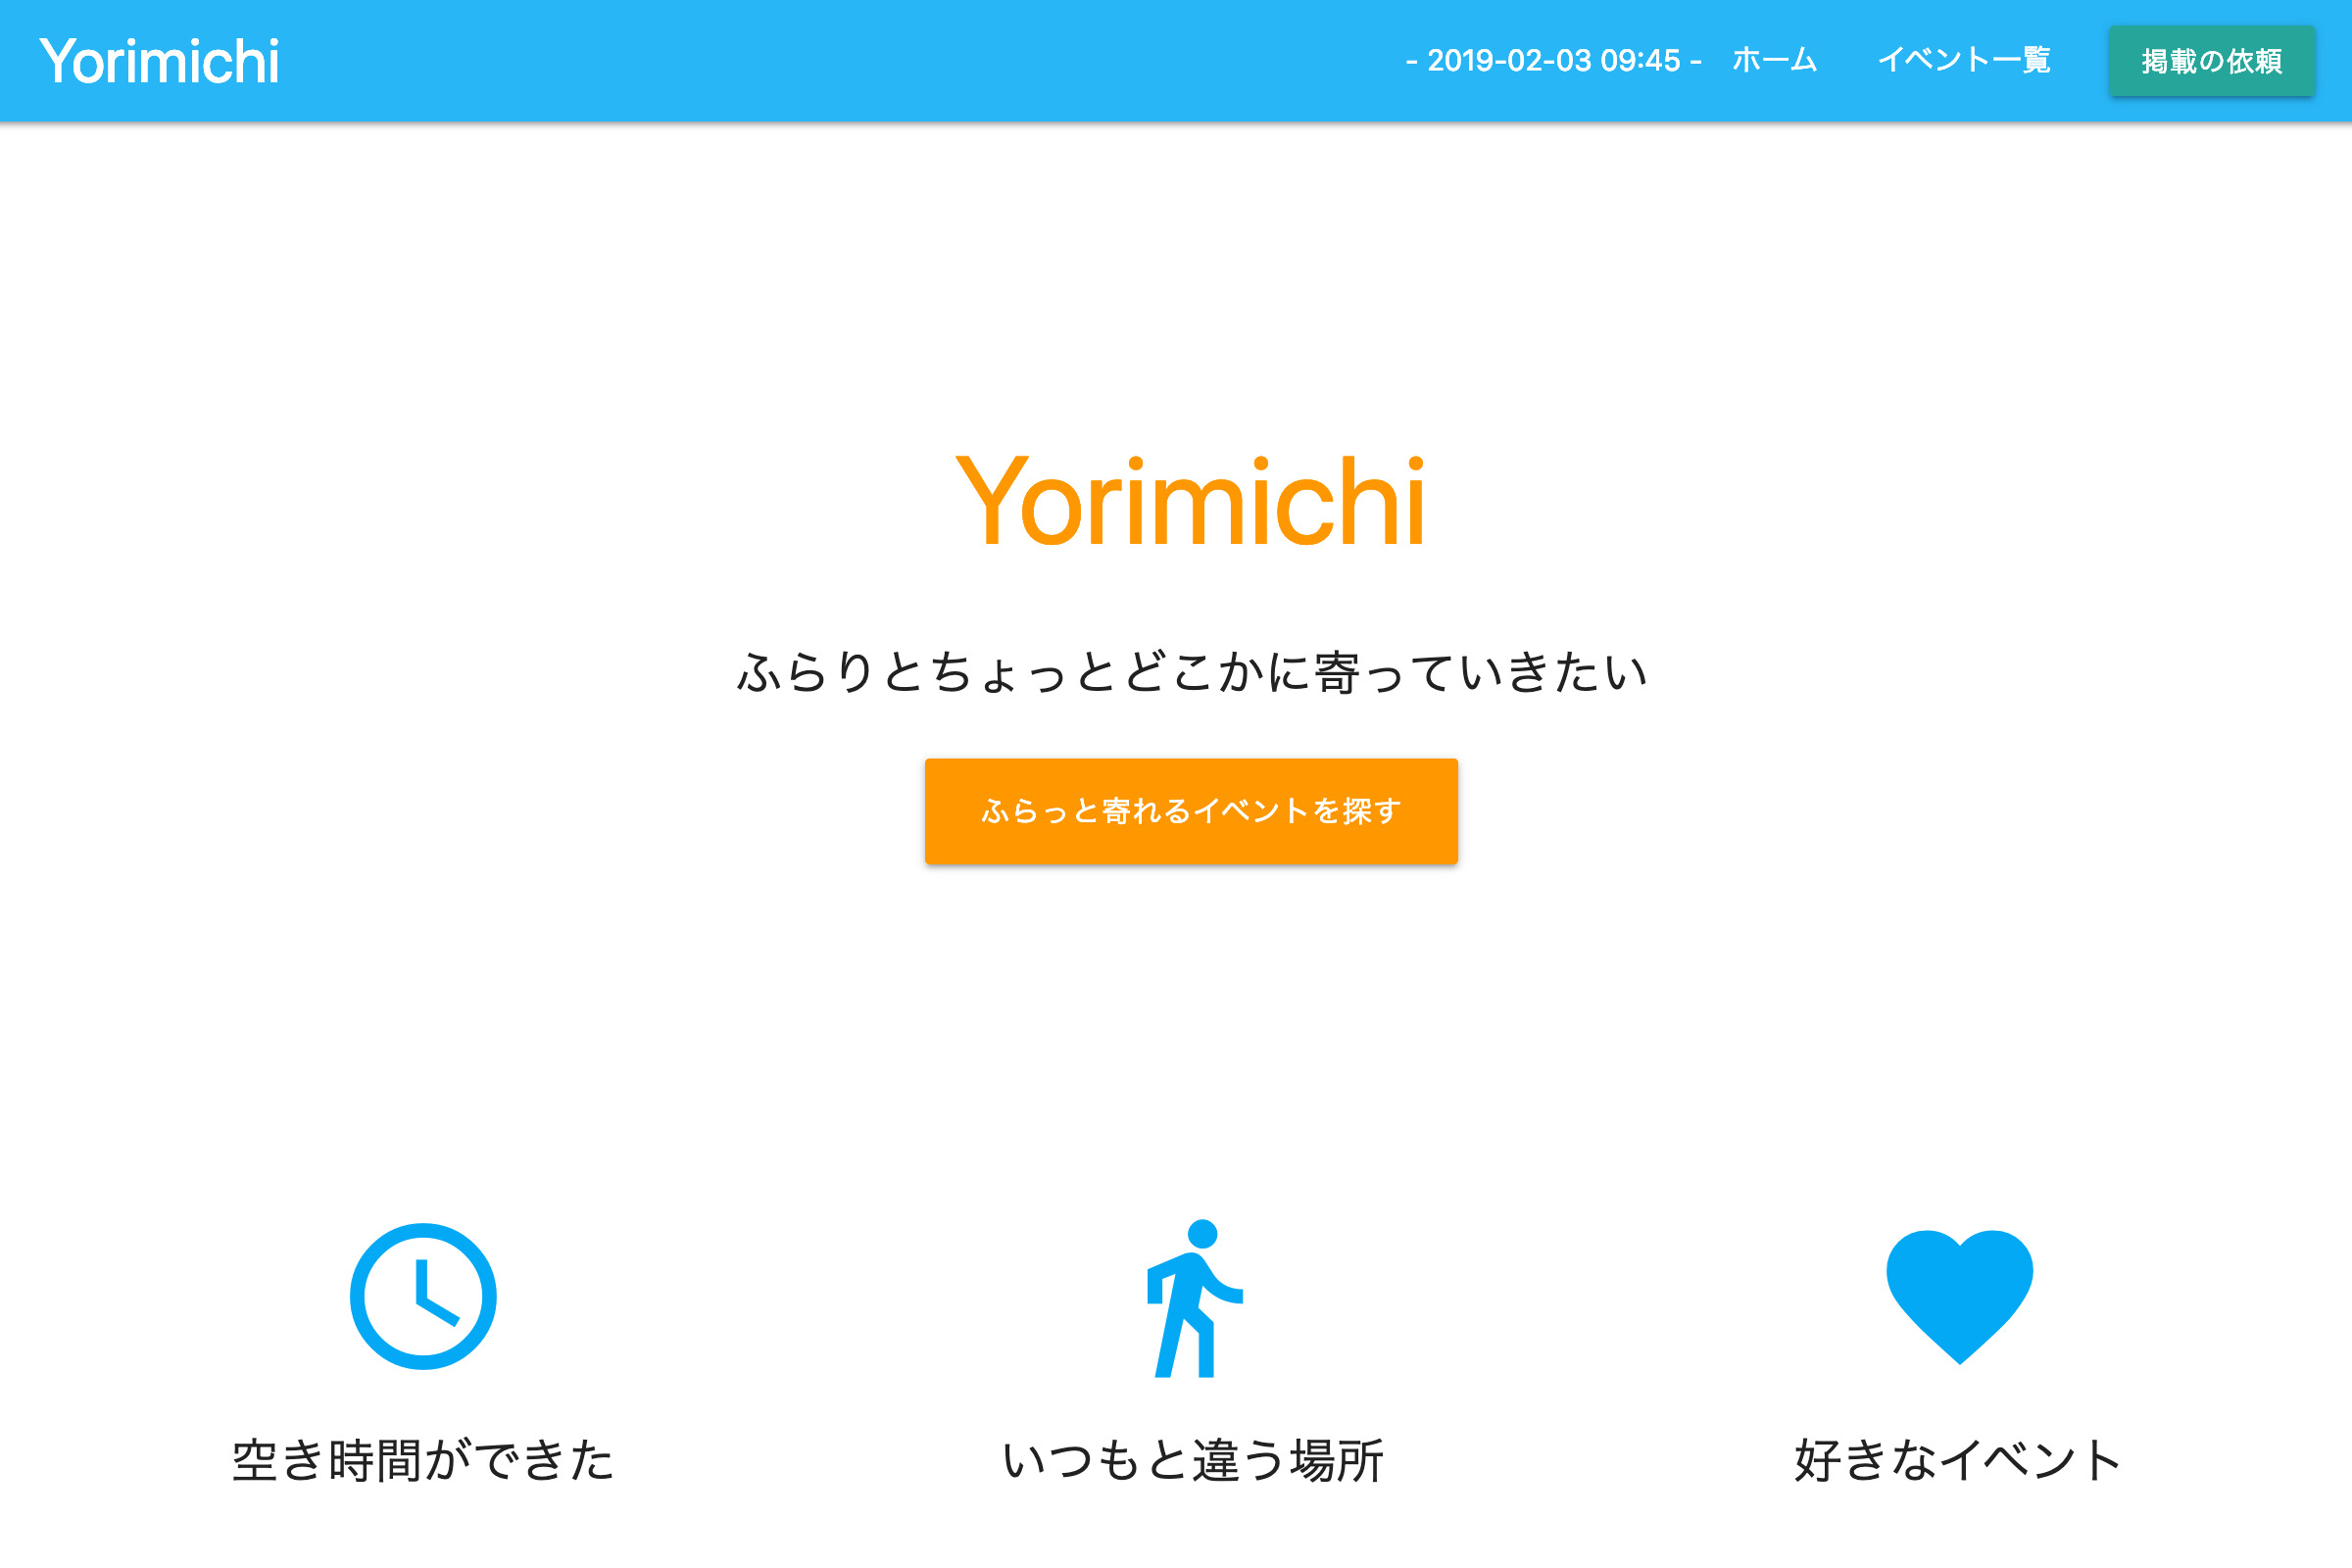 Yorimichi
- 2019-02-03 09:45 - ホーム イベント一覧 掲載の依頼
Yorimichi
ふらりとちょっとどこかに寄っていきたい
ふらっと寄れるイベントを探す
空き時間ができた
いつもと違う場所
好きなイベント